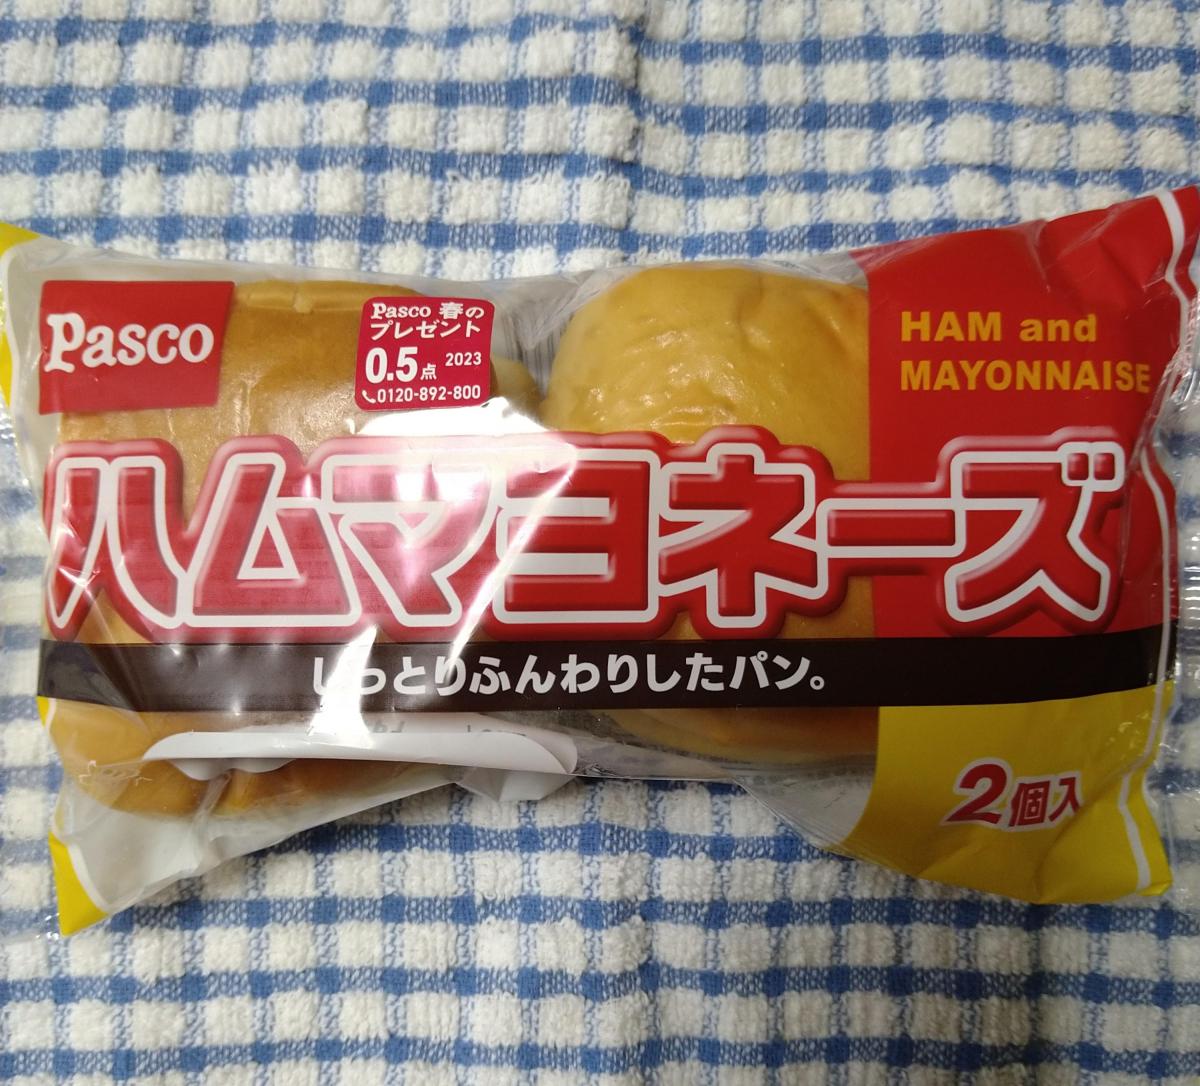 Pasco
Pasco 春の
プレゼント
0.5点 2023
0120-892-800
HAM and
MAYONNAISE
ハムマヨネーズ
しっとりふんわりしたパン。
2個入